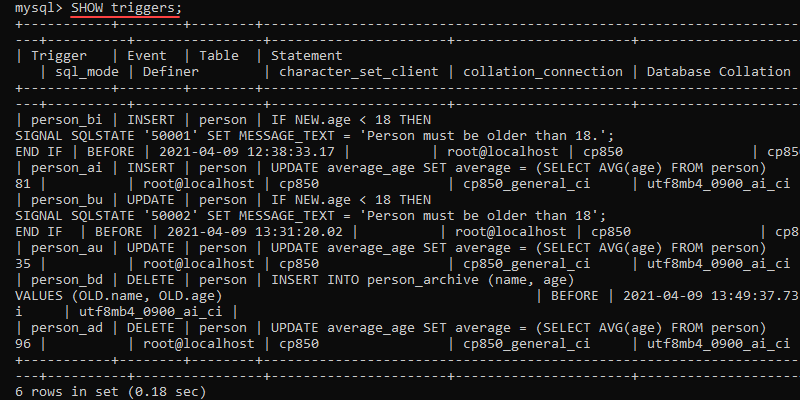 mysql> SHOW triggers;
+-----------+--------+--------+-----------------------------------------------------------------
---+----------+----------------+----------------------+----------------------+--------------------
| Trigger   | Event  | Table  | Statement
   | sql_mode | Definer        | character_set_client | collation_connection | Database Collation
+-----------+--------+--------+-----------------------------------------------------------------
---+----------+----------------+----------------------+----------------------+--------------------
| person_bi | INSERT | person | IF NEW.age < 18 THEN
SIGNAL SQLSTATE '50001' SET MESSAGE_TEXT = 'Person must be older than 18.';
END IF | BEFORE | 2021-04-09 12:38:33.17 |          | root@localhost | cp850                | cp8
| person_ai | INSERT | person | UPDATE average_age SET average = (SELECT AVG(age) FROM person)
81 |          | root@localhost | cp850                | cp850_general_ci     | utf8mb4_0900_ai_ci
| person_bu | UPDATE | person | IF NEW.age < 18 THEN
SIGNAL SQLSTATE '50002' SET MESSAGE_TEXT = 'Person must be older than 18';
END IF  | BEFORE | 2021-04-09 13:31:20.02 |          | root@localhost | cp850                | cp
| person_au | UPDATE | person | UPDATE average_age SET average = (SELECT AVG(age) FROM person)
35 |          | root@localhost | cp850                | cp850_general_ci     | utf8mb4_0900_ai_ci
| person_bd | DELETE | person | INSERT INTO person_archive (name, age)
VALUES (OLD.name, OLD.age)                                       | BEFORE | 2021-04-09 13:49:37.73
i     | utf8mb4_0900_ai_ci |
| person_ad | DELETE | person | UPDATE average_age SET average = (SELECT AVG(age) FROM person)
96 |          | root@localhost | cp850                | cp850_general_ci     | utf8mb4_0900_ai_ci
+-----------+--------+--------+-----------------------------------------------------------------
---+----------+----------------+----------------------+----------------------+--------------------
6 rows in set (0.18 sec)